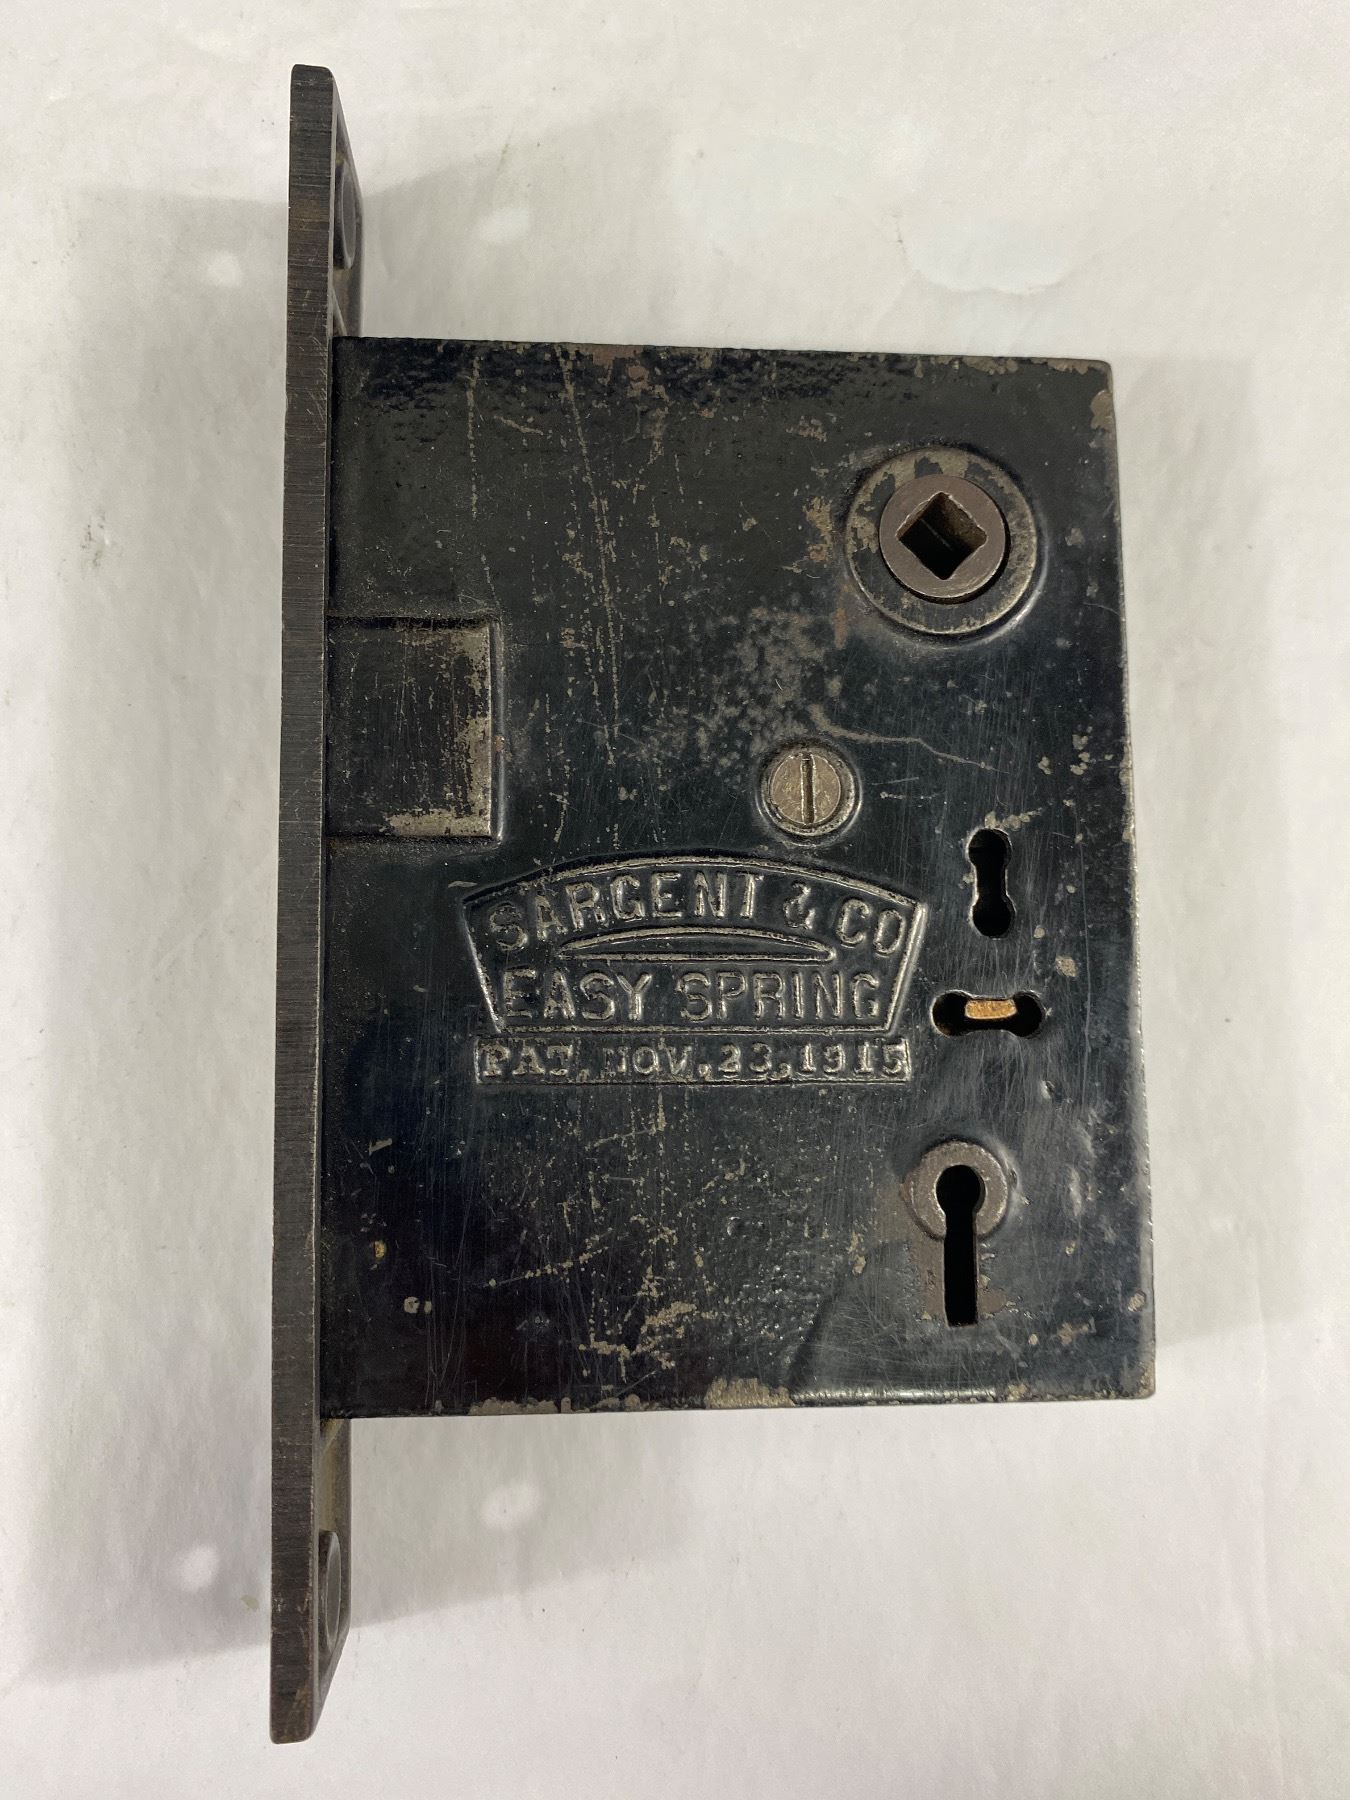 SARGENT & CO
EASY SPRING
PAT. NOV. 23, 1915